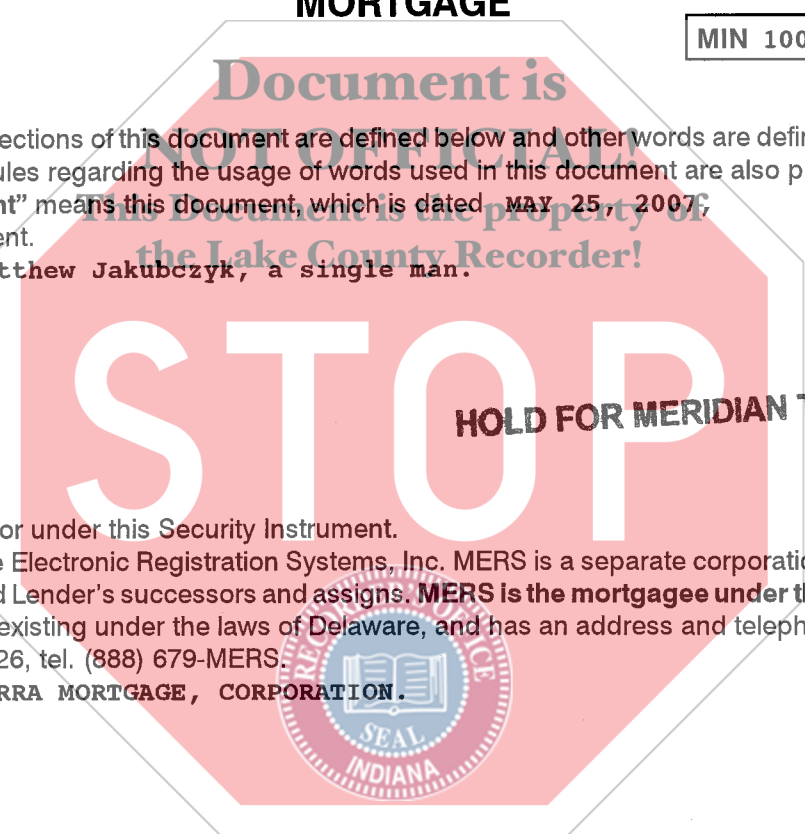 MORTGAGE
MIN 100
Document is
ections of this document are defined below and other words are defin
NOT OFFICIAL!
ules regarding the usage of words used in this document are also p
nt" means this document, which is dated MAY 25, 2007,
This Document is the property of
ent.
the Lake County Recorder!
tthew Jakubczyk, a single man.
STOP
HOLD FOR MERIDIAN T
or under this Security Instrument.
e Electronic Registration Systems, Inc. MERS is a separate corporatio
d Lender's successors and assigns. MERS is the mortgagee under th
existing under the laws of Delaware, and has an address and teleph
26, tel. (888) 679-MERS.
RRA MORTGAGE, CORPORATION.
RECORDER'S OFFICE
SEAL
INDIANA